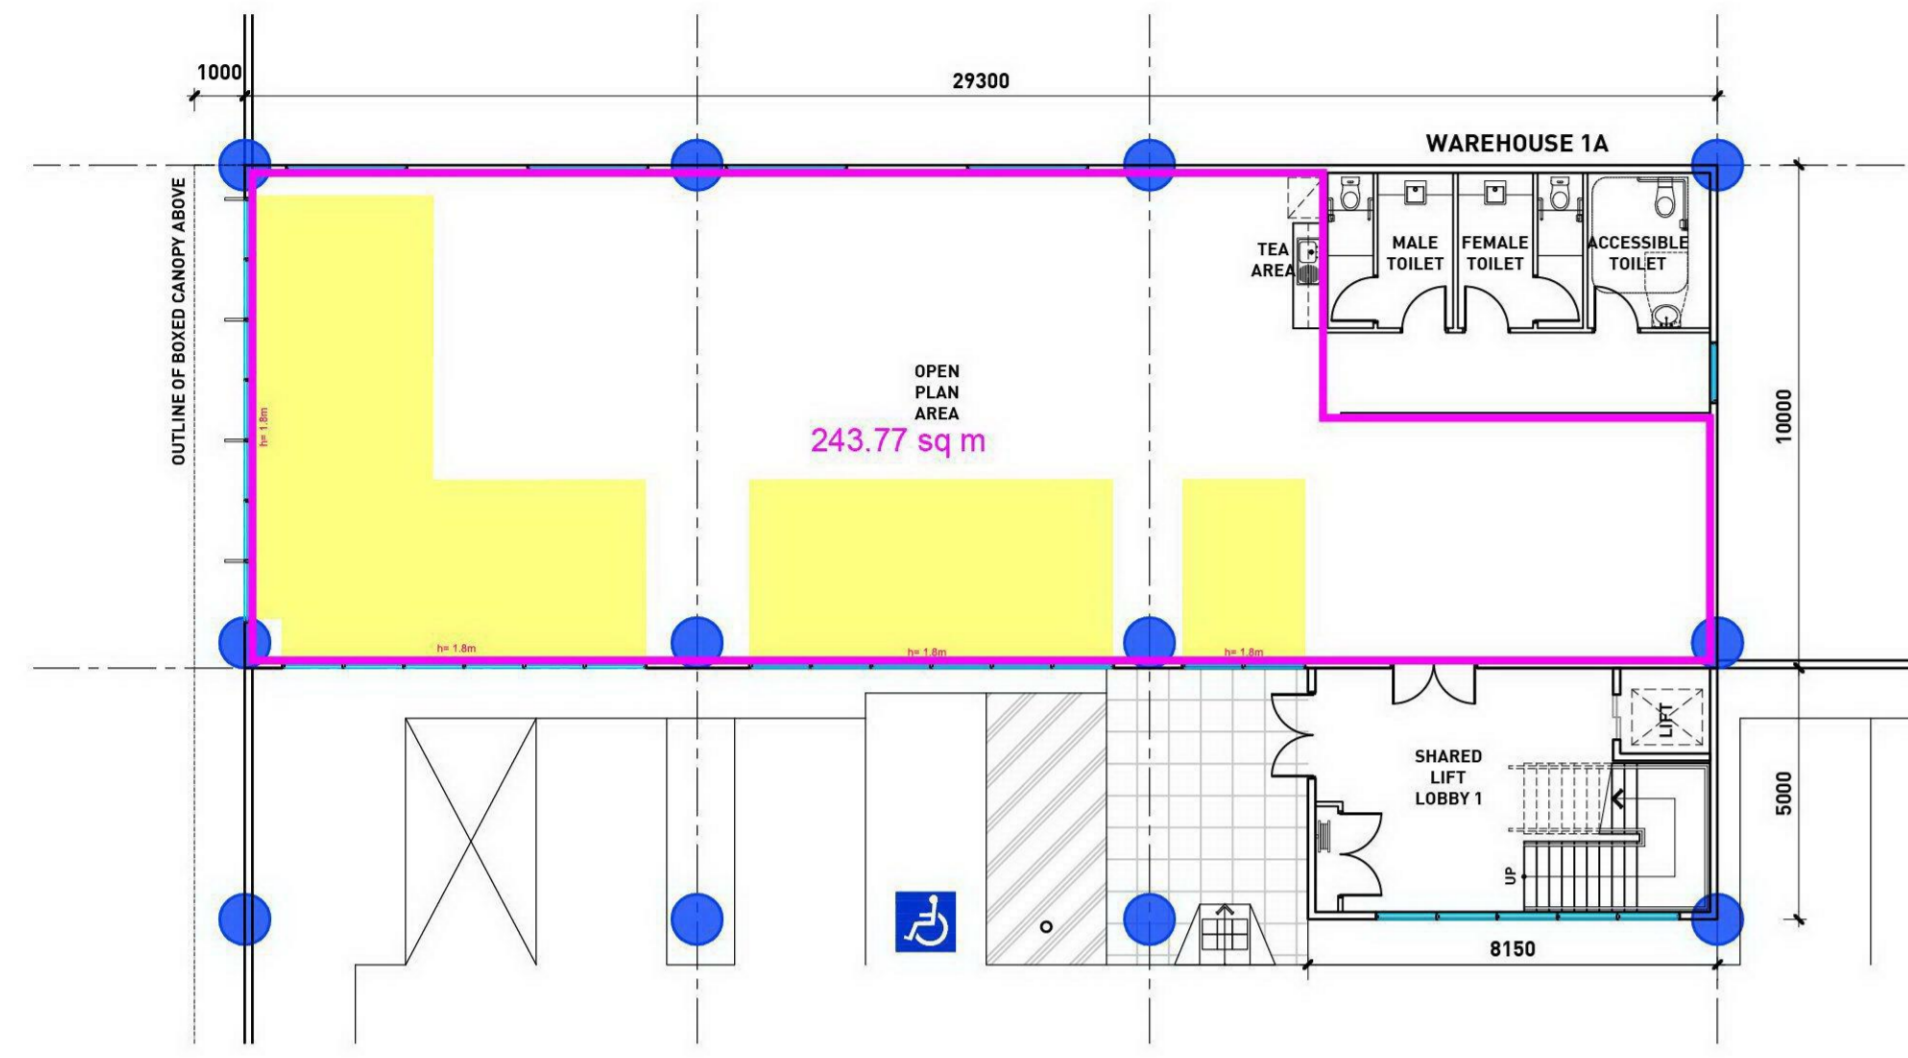 1000
29300
WAREHOUSE 1A
OUTLINE OF BOXED CANOPY ABOVE
TEA
AREA
MALE
TOILET
FEMALE
TOILET
ACCESSIBLE
TOILET
OPEN
PLAN
AREA
243.77 sq m
h= 1.8m
10000
h= 1.8m
h= 1.8m
h= 1.8m
LIFT
SHARED
LIFT
LOBBY 1
5000
UP
8150